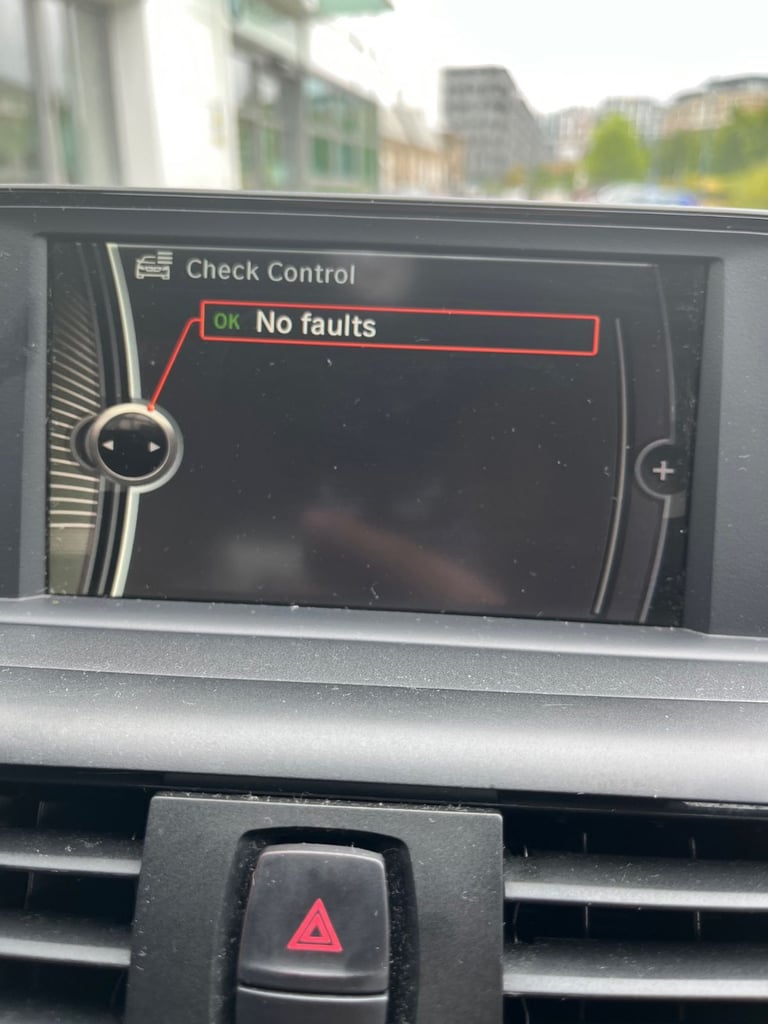 Check Control
OK No faults
+